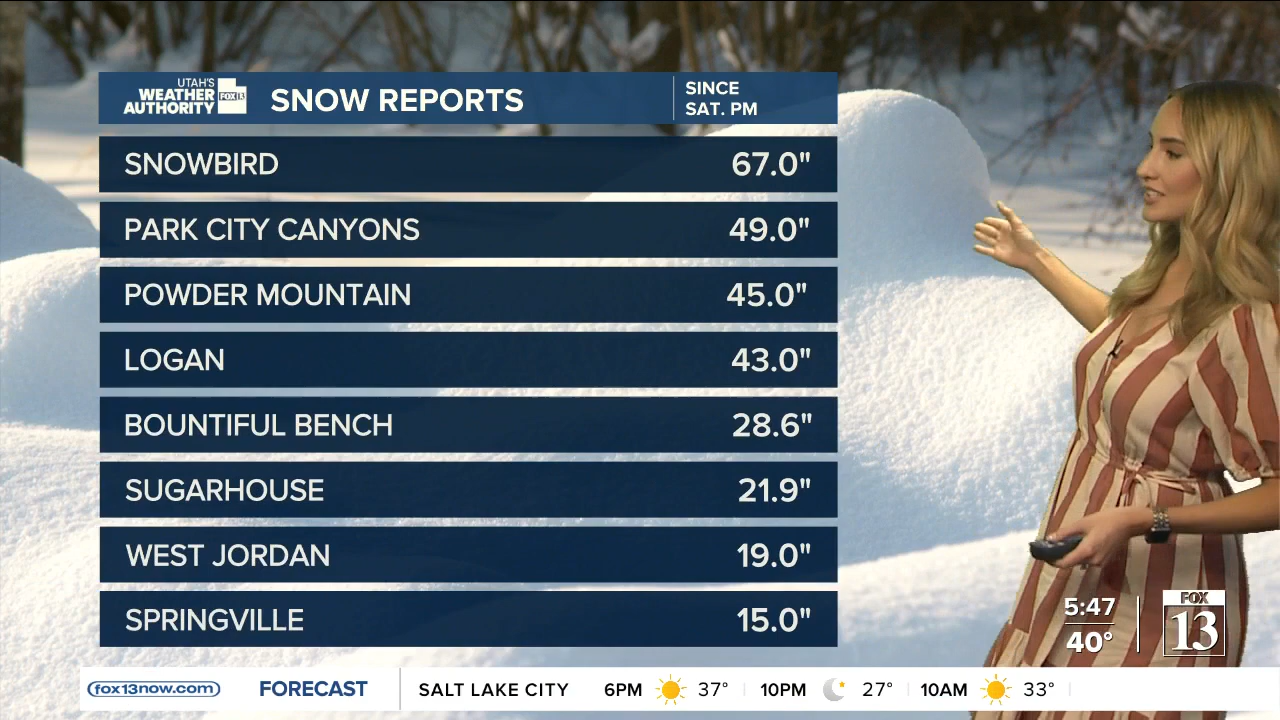 UTAH'S
WEATHER
AUTHORITY
FOX 13
SNOW REPORTS
SINCE
SAT. PM
SNOWBIRD 67.0"
PARK CITY CANYONS 49.0"
POWDER MOUNTAIN 45.0"
LOGAN 43.0"
BOUNTIFUL BENCH 28.6"
SUGARHOUSE 21.9"
WEST JORDAN 19.0"
SPRINGVILLE 15.0"
5:47
40°
FOX
13
fox13now.com FORECAST SALT LAKE CITY 6PM 37° 10PM 27° 10AM 33°